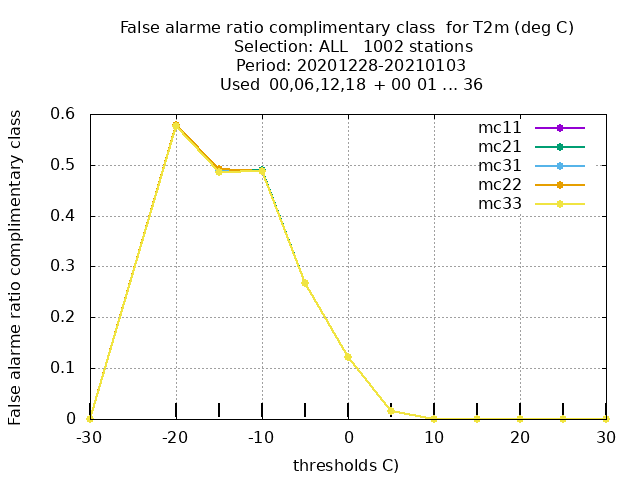 False alarme ratio complimentary class  for T2m (deg C)
Selection: ALL   1002 stations
Period: 20201228-20210103
Used  00,06,12,18  + 00 01 ... 36
False alarme ratio complimentary class
0.6
0.5
0.4
0.3
0.2
0.1
0
mc11
mc21
mc31
mc22
mc33
-30
-20
-10
0
10
20
30
thresholds C)